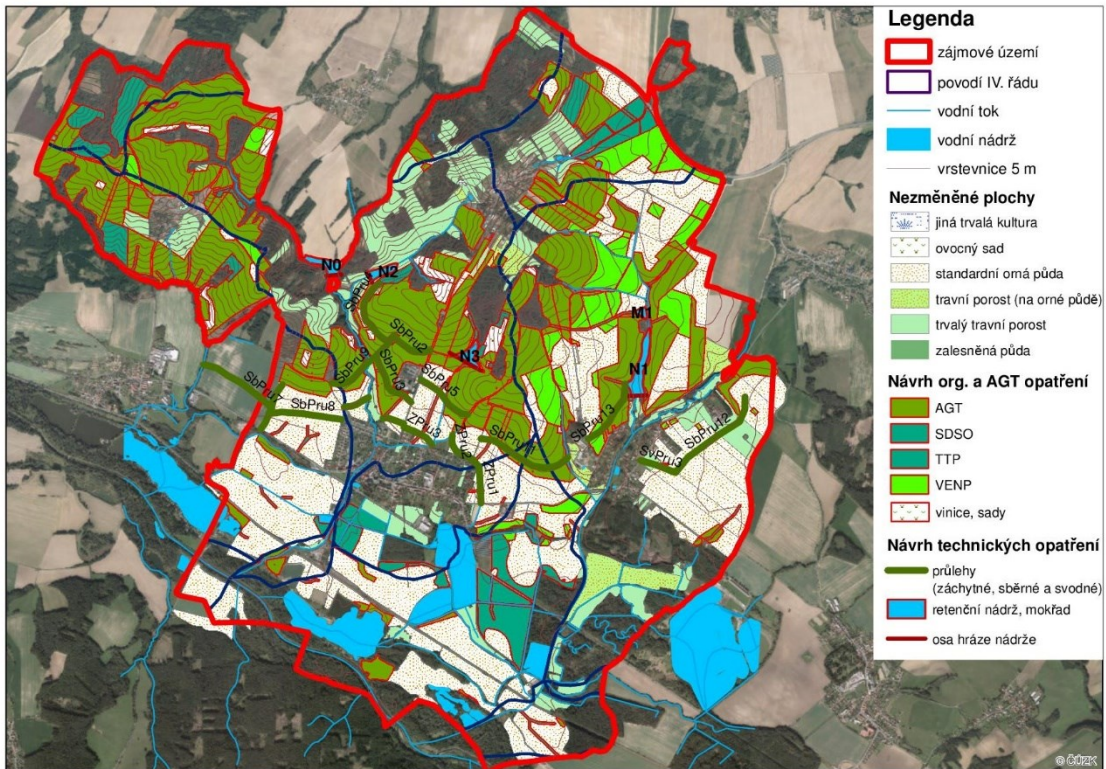 Legenda
zájmové území
povodí IV. řádu
vodní tok
vodní nádrž
vrstevnice 5 m
Nezměněné plochy
jiná trvalá kultura
ovocný sad
standardní orná půda
travní porost (na orné půdě)
trvalý travní porost
zalesněná půda
Návrh org. a AGT opatření
AGT
SDSO
TTP
VENP
vinice, sady
Návrh technických opatření
průlehy
(záchytné, sběrné a svodné)
retenční nádrž, mokřad
osa hráze nádrže
N0
N2
SbPru2
SbPru9
SbPru3
N3
M1
N1
SbPru7
SbPru8
SbPru5
ZPru3
ZPru2
ZPru1
SbPru13
SbPru12
SvPru3
© ČÚZK